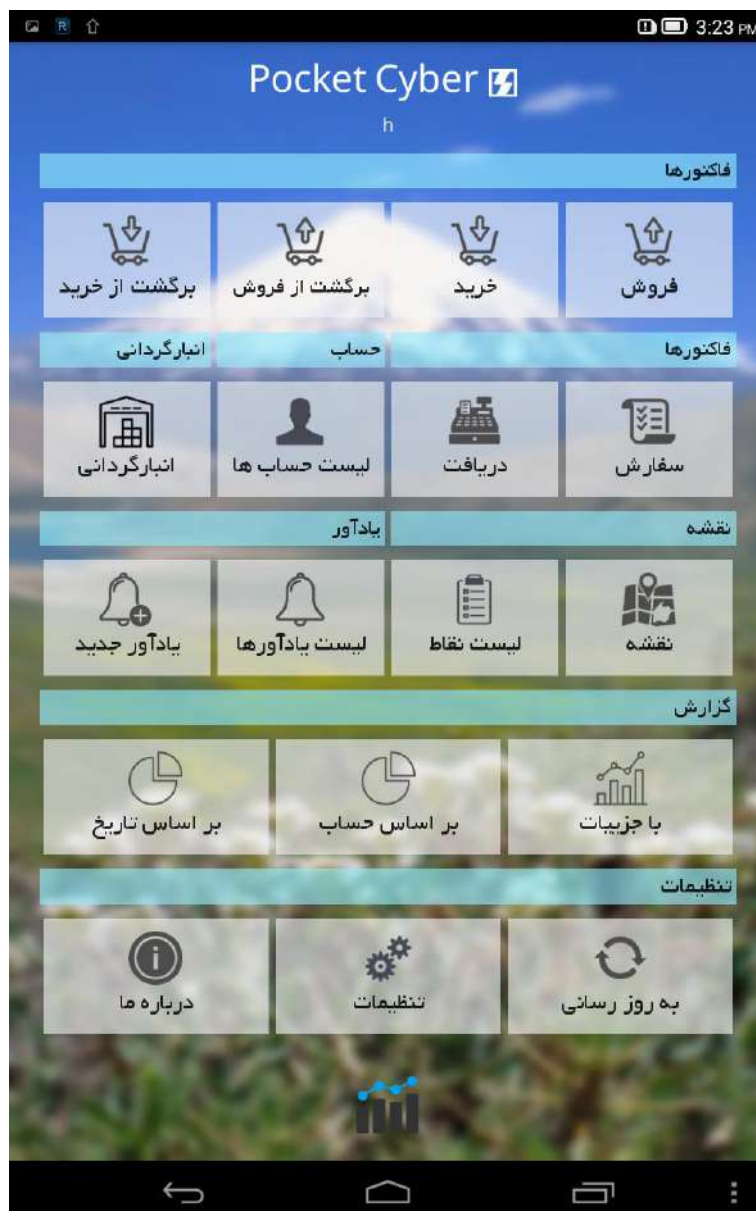 3:23 PM
Pocket Cyber
h
فاکتورها
فروش
خرید
برگشت از فروش
برگشت از خرید
فاکتورها
حساب
انبارگردانی
سفارش
دریافت
لیست حساب ها
انبارگردانی
نقشه
یادآور
نقشه
لیست نقاط
لیست یادآورها
یادآور جدید
گزارش
با جزییات
بر اساس حساب
بر اساس تاریخ
تنظیمات
به روز رسانی
تنظیمات
درباره ما